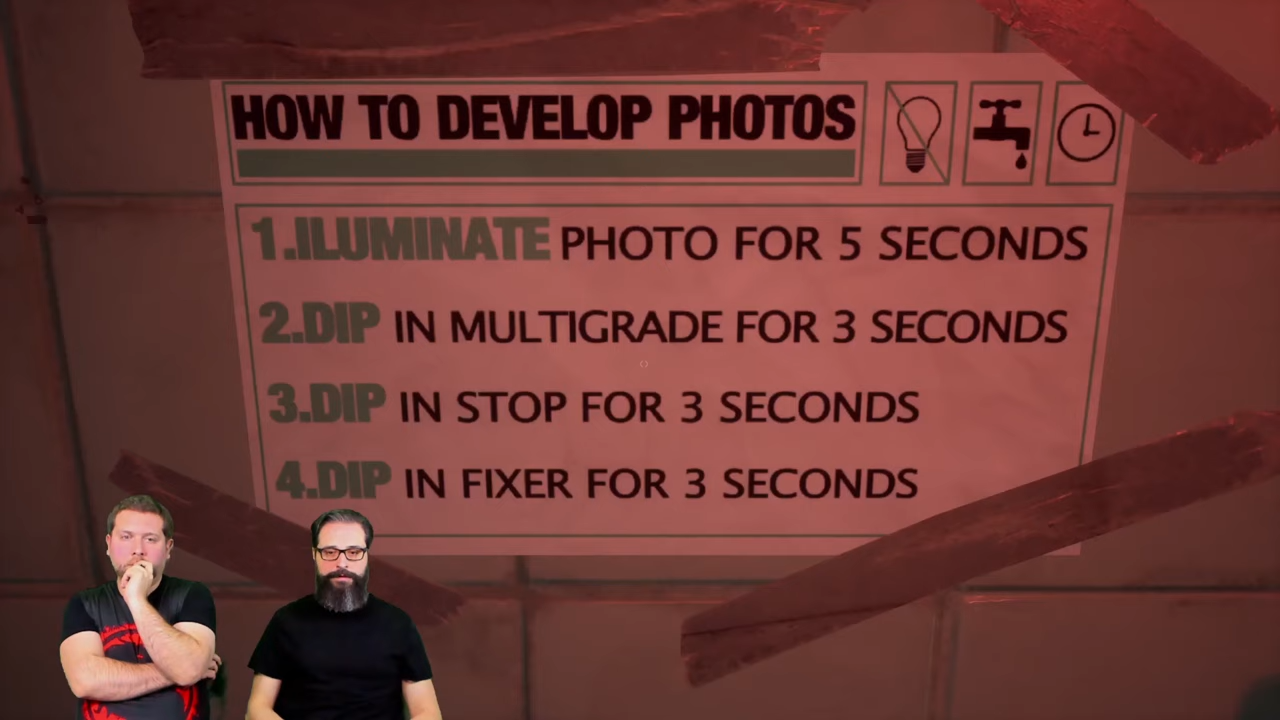 HOW TO DEVELOP PHOTOS
1.ILUMINATE PHOTO FOR 5 SECONDS
2.DIP IN MULTIGRADE FOR 3 SECONDS
3.DIP IN STOP FOR 3 SECONDS
4.DIP IN FIXER FOR 3 SECONDS